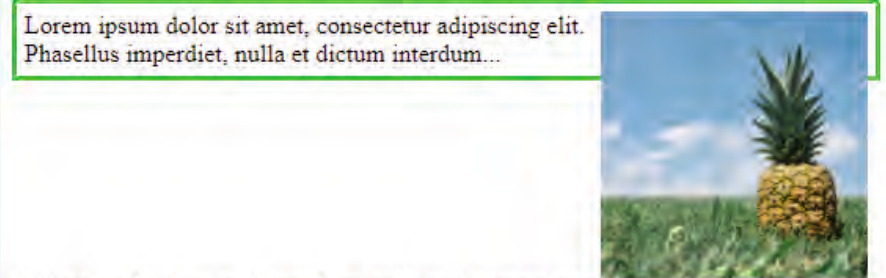 Lorem ipsum dolor sit amet, consectetur adipiscing elit.
Phasellus imperdiet, nulla et dictum interdum...